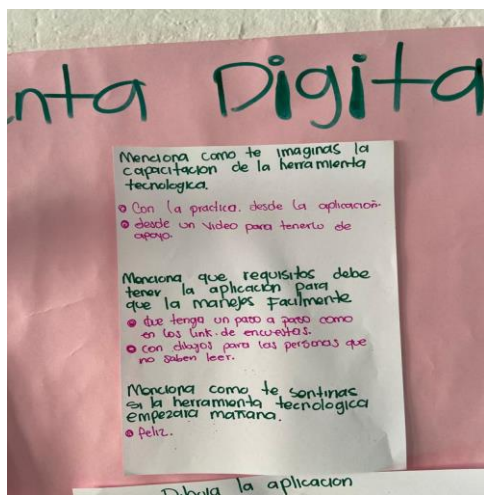 nta Digita
Menciona como te imaginas la
capacitacion de la herramienta
tecnologica.
Con la practica. desde la aplicación.
desde un video para tenerlo de
apoyo.
Menciona que requisitos debe
tener la aplicación para
que la manejes facilmente
Que tenga un paso a paso como
en los link. de encuestas.
con dibujos para las personas que
no saben leer.
Menciona como te sentirias
si la herramienta tecnologica
empezara mañana.
feliz.
Dibuja la aplicacion